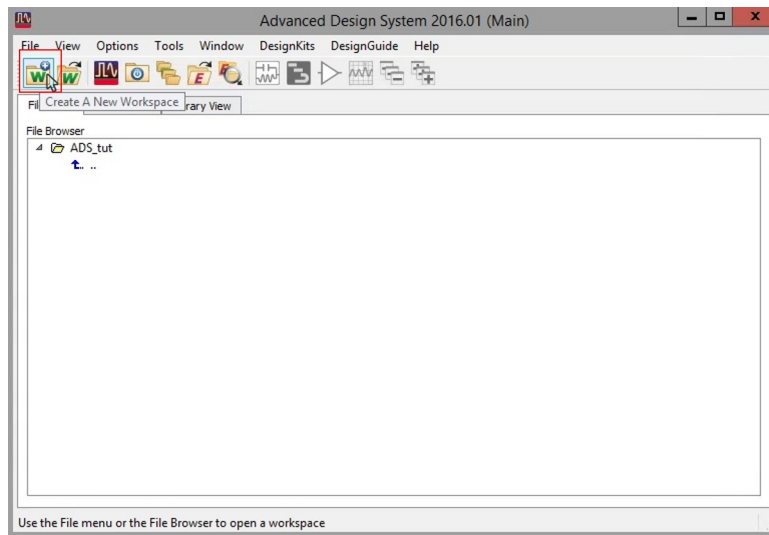 Advanced Design System 2016.01 (Main)
File View Options Tools Window DesignKits DesignGuide Help
Create A New Workspace
rary View
File Browser
ADS_tut
..
Use the File menu or the File Browser to open a workspace